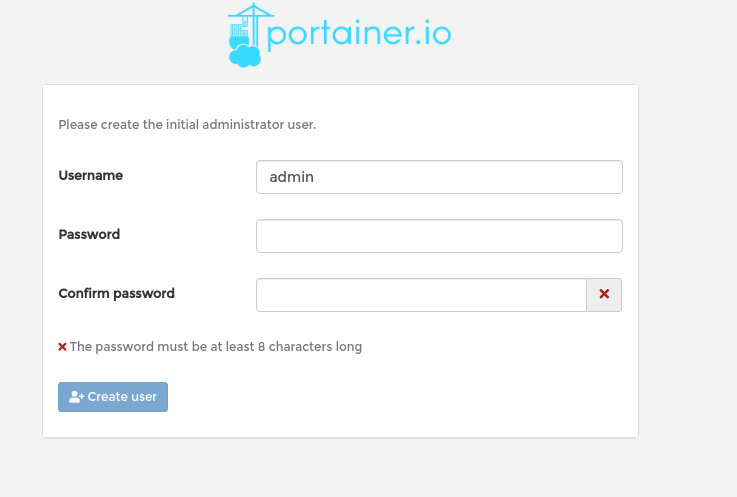 portainer.io
Please create the initial administrator user.
Username
admin
Password
Confirm password
The password must be at least 8 characters long
Create user